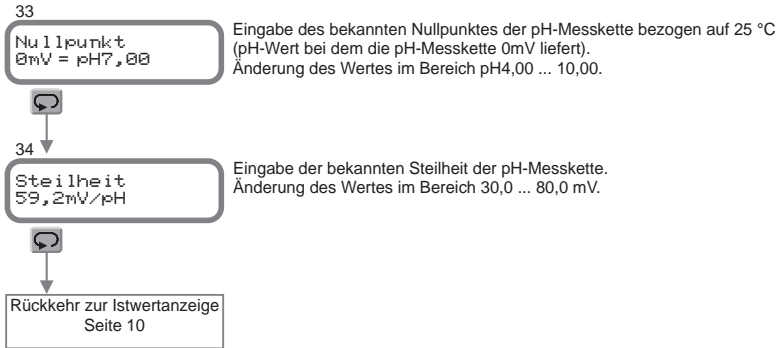 33
Nullpunkt
0mV = pH7,00
Eingabe des bekannten Nullpunktes der pH-Messkette bezogen auf 25 °C
(pH-Wert bei dem die pH-Messkette 0mV liefert).
Änderung des Wertes im Bereich pH4,00 ... 10,00.
34
Steilheit
59,2mV/pH
Eingabe der bekannten Steilheit der pH-Messkette.
Änderung des Wertes im Bereich 30,0 ... 80,0 mV.
Rückkehr zur Istwertanzeige
Seite 10